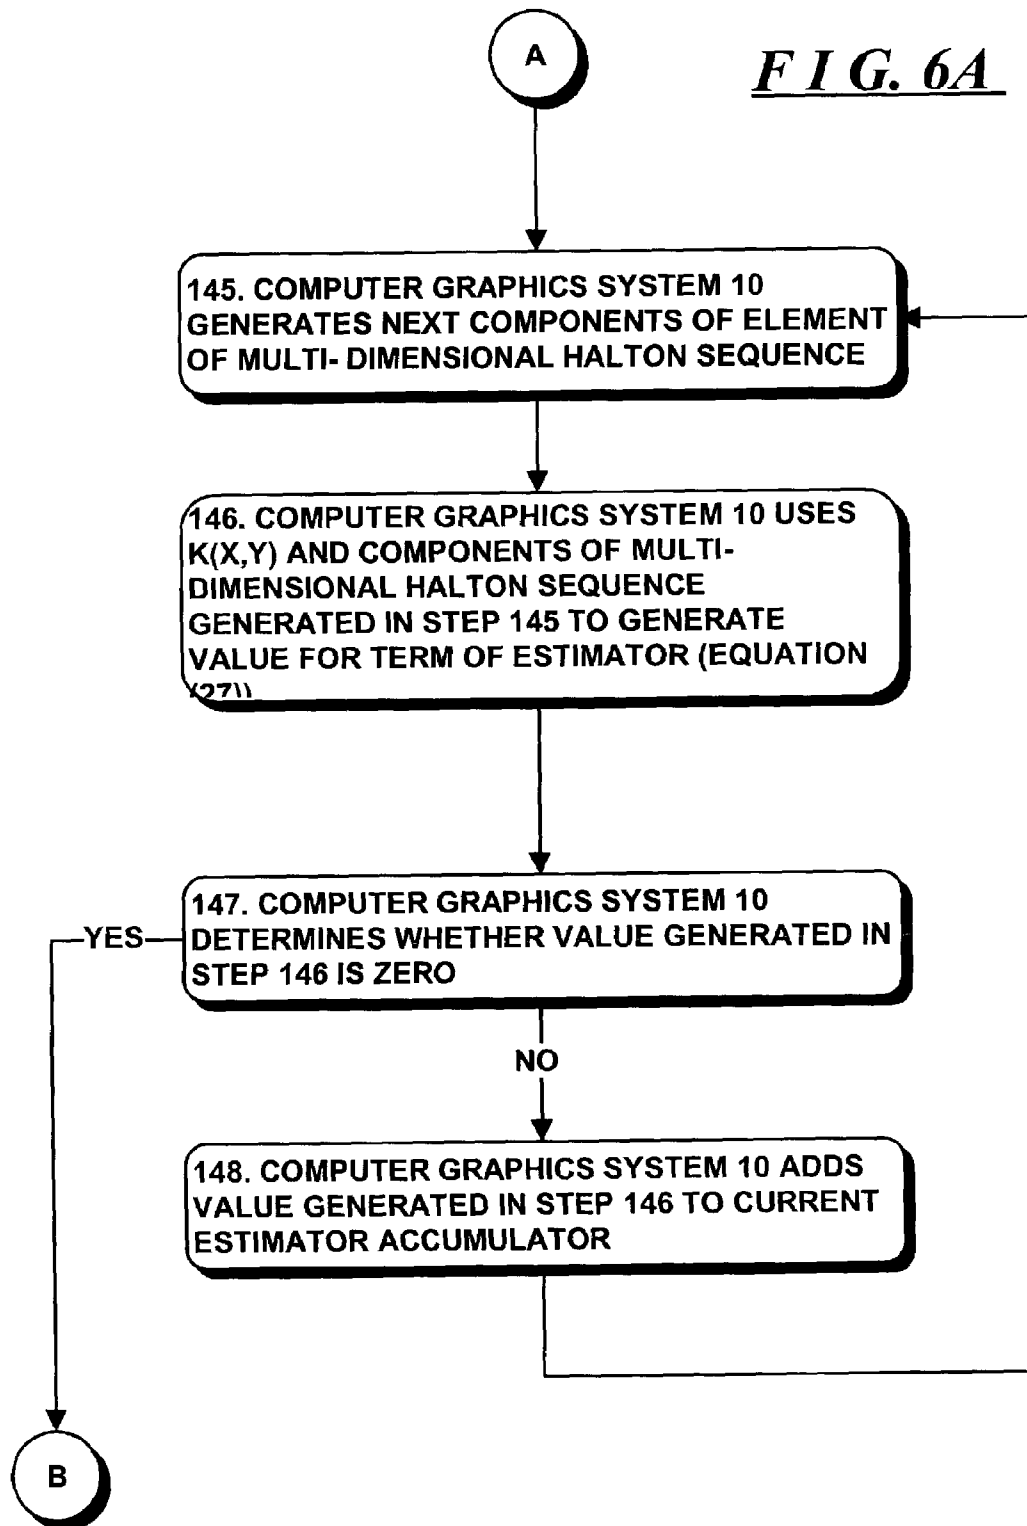 A
FIG. 6A
145. COMPUTER GRAPHICS SYSTEM 10
GENERATES NEXT COMPONENTS OF ELEMENT
OF MULTI- DIMENSIONAL HALTON SEQUENCE
146. COMPUTER GRAPHICS SYSTEM 10 USES
K(X,Y) AND COMPONENTS OF MULTI-
DIMENSIONAL HALTON SEQUENCE
GENERATED IN STEP 145 TO GENERATE
VALUE FOR TERM OF ESTIMATOR (EQUATION
(27))
147. COMPUTER GRAPHICS SYSTEM 10
DETERMINES WHETHER VALUE GENERATED IN
STEP 146 IS ZERO
YES
NO
148. COMPUTER GRAPHICS SYSTEM 10 ADDS
VALUE GENERATED IN STEP 146 TO CURRENT
ESTIMATOR ACCUMULATOR
B